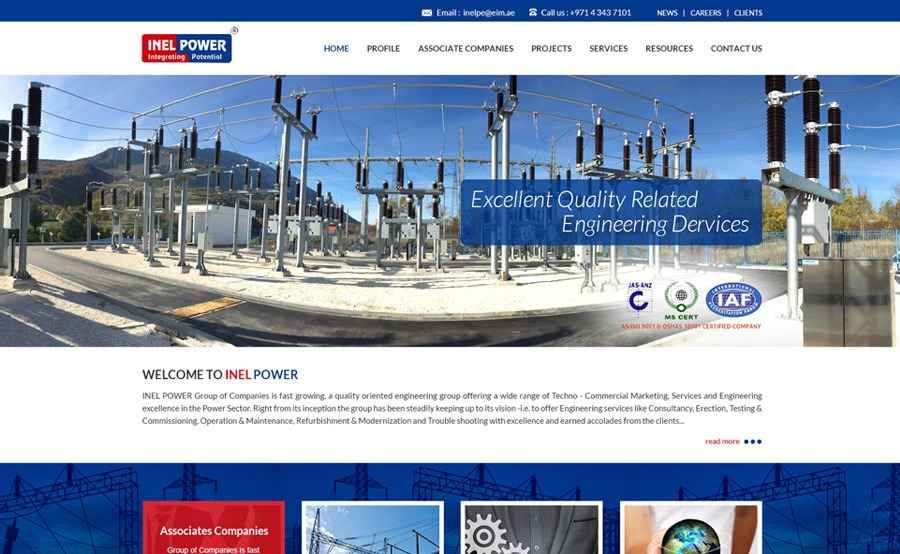 Email : inelpe@eim.ae
Call us : +971 4 343 7101
NEWS | CAREERS | CLIENTS
INEL POWER
Integrating Potential
HOME PROFILE ASSOCIATE COMPANIES PROJECTS SERVICES RESOURCES CONTACT US
Excellent Quality Related
Engineering Dervices
JAS-ANZ
MS CERT
INTERNATIONAL
IAF
AN ISO 9001 & OSHAS 18001 CERTIFIED COMPANY
WELCOME TO INEL POWER
INEL POWER Group of Companies is fast growing, a quality oriented engineering group offering a wide range of Techno - Commercial Marketing, Services and Engineering
excellence in the Power Sector. Right from its inception the group has been steadily keeping up to its vision -i.e. to offer Engineering services like Consultancy, Erection, Testing &
Commissioning, Operation & Maintenance, Refurbishment & Modernization and Trouble shooting with excellence and earned accolades from the clients...
read more
Associates Companies
Group of Companies is fast